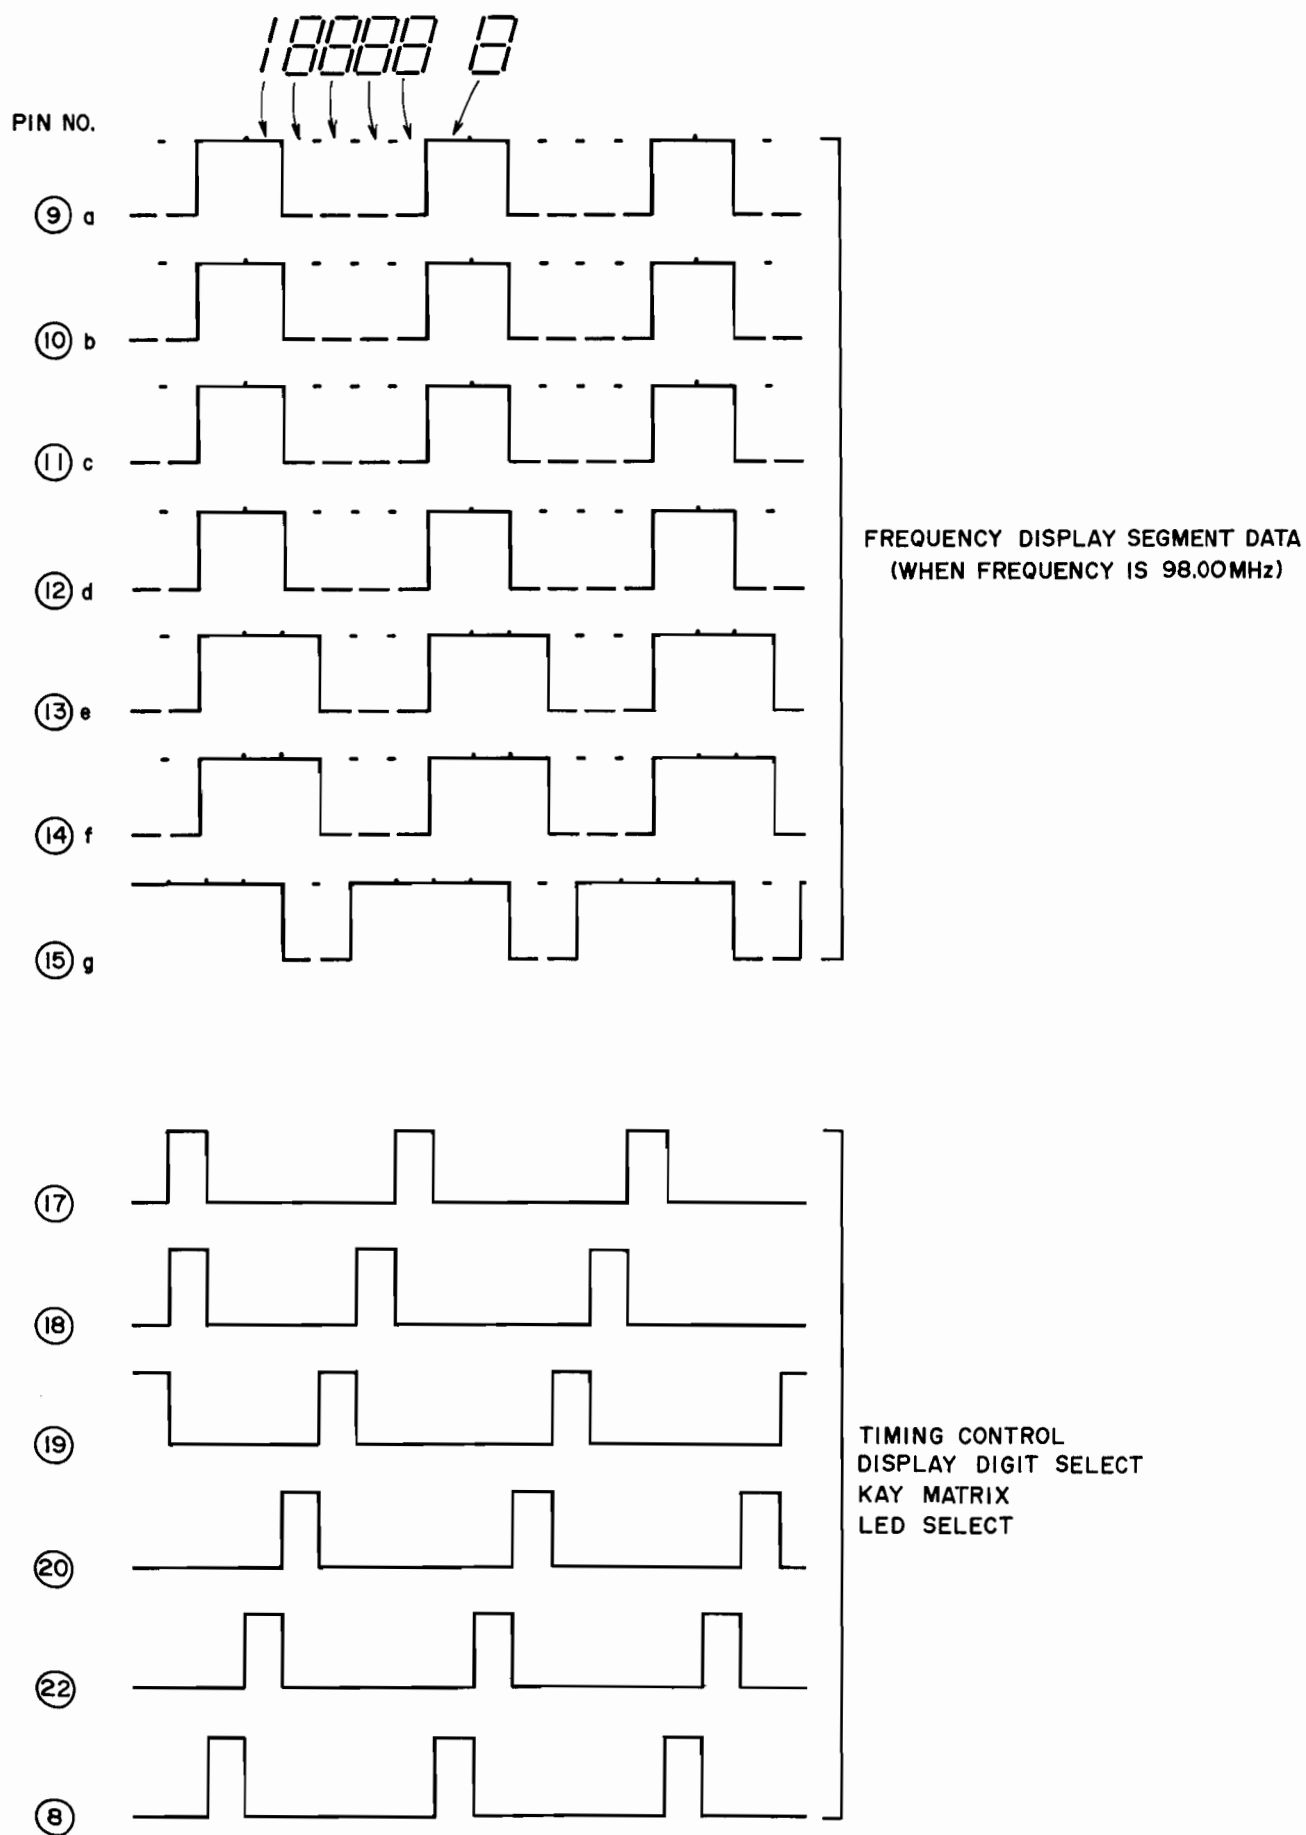 18888 8
PIN NO.
9 a
10 b
11 c
12 d
13 e
14 f
15 g
FREQUENCY DISPLAY SEGMENT DATA
(WHEN FREQUENCY IS 98.00MHz)
17
18
19
20
22
8
TIMING CONTROL
DISPLAY DIGIT SELECT
KAY MATRIX
LED SELECT